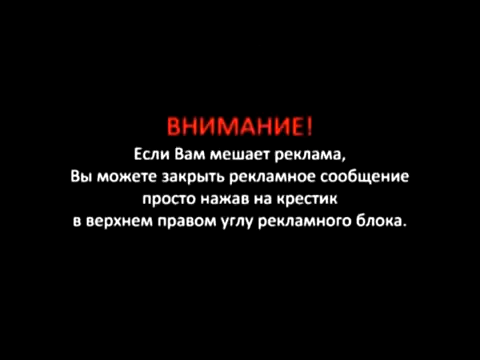 ВНИМАНИЕ!
Если Вам мешает реклама,
Вы можете закрыть рекламное сообщение
просто нажав на крестик
в верхнем правом углу рекламного блока.